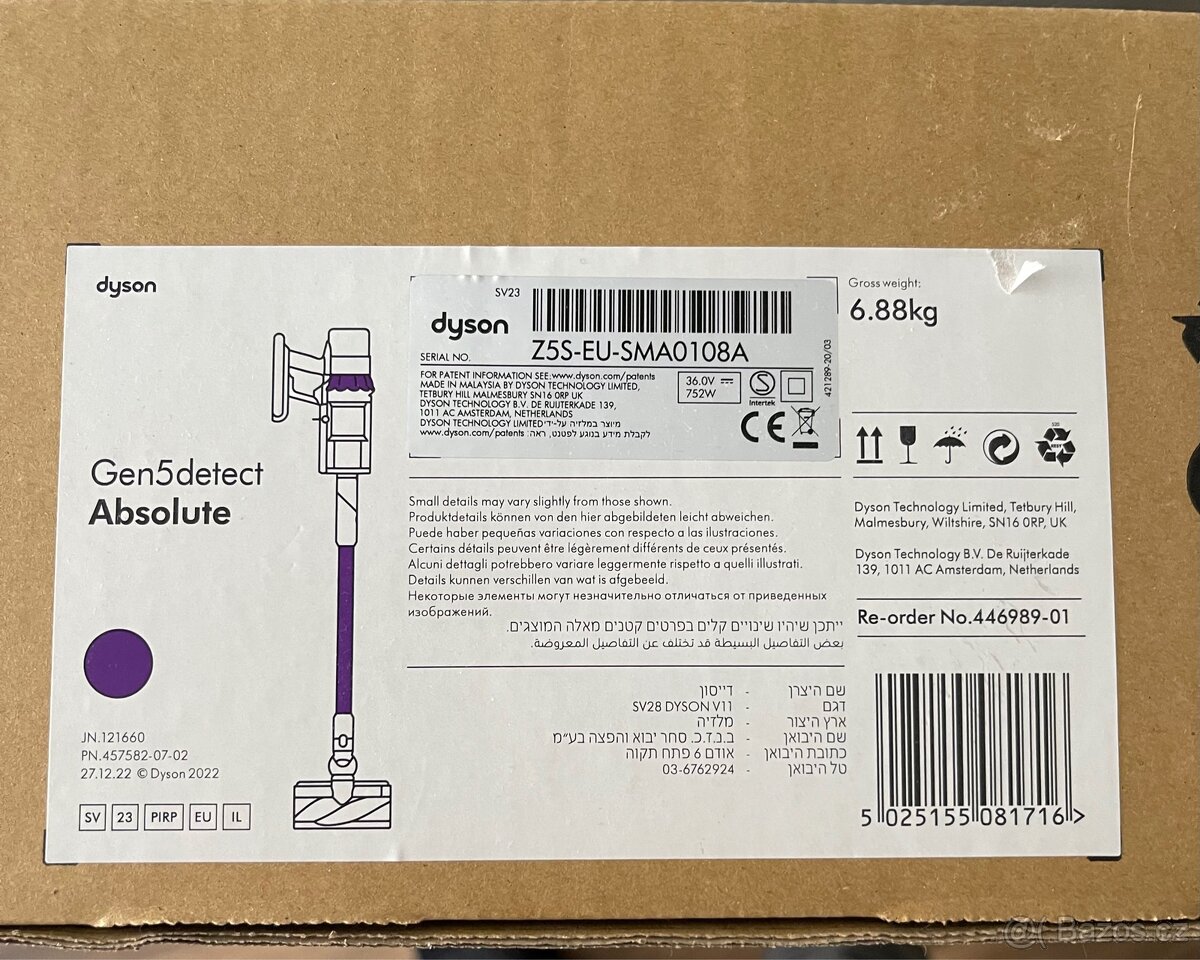 dyson
Gen5detect
Absolute
JN.121660
PN.457582-07-02
27.12.22 © Dyson 2022
SV 23 PIRP EU IL
SV23
dyson
SERIAL NO. Z5S-EU-SMA0108A
FOR PATENT INFORMATION SEE: www.dyson.com/patents
MADE IN MALAYSIA BY DYSON TECHNOLOGY LIMITED,
TETBURY HILL MALMESBURY SN16 0RP UK
DYSON TECHNOLOGY B.V. DE RUIJTERKADE 139,
1011 AC AMSTERDAM, NETHERLANDS
DYSON TECHNOLOGY LIMITED מיוצר במלזיה על-ידי
www.dyson.com/patents :לקבלת מידע בנוגע לפטנט, ראה
36.0V
752W
S
Intertek
CE
421289-20/03
Small details may vary slightly from those shown.
Produktdetails können von den hier abgebildeten leicht abweichen.
Puede haber pequeñas variaciones con respecto a las ilustraciones.
Certains détails peuvent être légèrement différents de ceux présentés.
Alcuni dettagli potrebbero variare leggermente rispetto a quelli illustrati.
Details kunnen verschillen van wat is afgebeeld.
Некоторые элементы могут незначительно отличаться от приведенных
изображений.
ייתכן שיהיו שינויים קלים בפרטים קטנים מאלה המוצגים.
بعض التفاصيل البسيطة قد تختلف عن التفاصيل المعروضة.
שם היצרן - דייסון
דגם - SV28 DYSON V11
ארץ היצור - מלזיה
שם היבואן - ב.נ.ז.כ. סחר יבוא והפצה בע"מ
כתובת היבואן - אודם 6 פתח תקוה
טל היבואן - 03-6762924
Gross weight:
6.88kg
S20
RESY
Dyson Technology Limited, Tetbury Hill,
Malmesbury, Wiltshire, SN16 0RP, UK
Dyson Technology B.V. De Ruijterkade
139, 1011 AC Amsterdam, Netherlands
Re-order No.446989-01
5 025155 081716 >
Bazos.cz